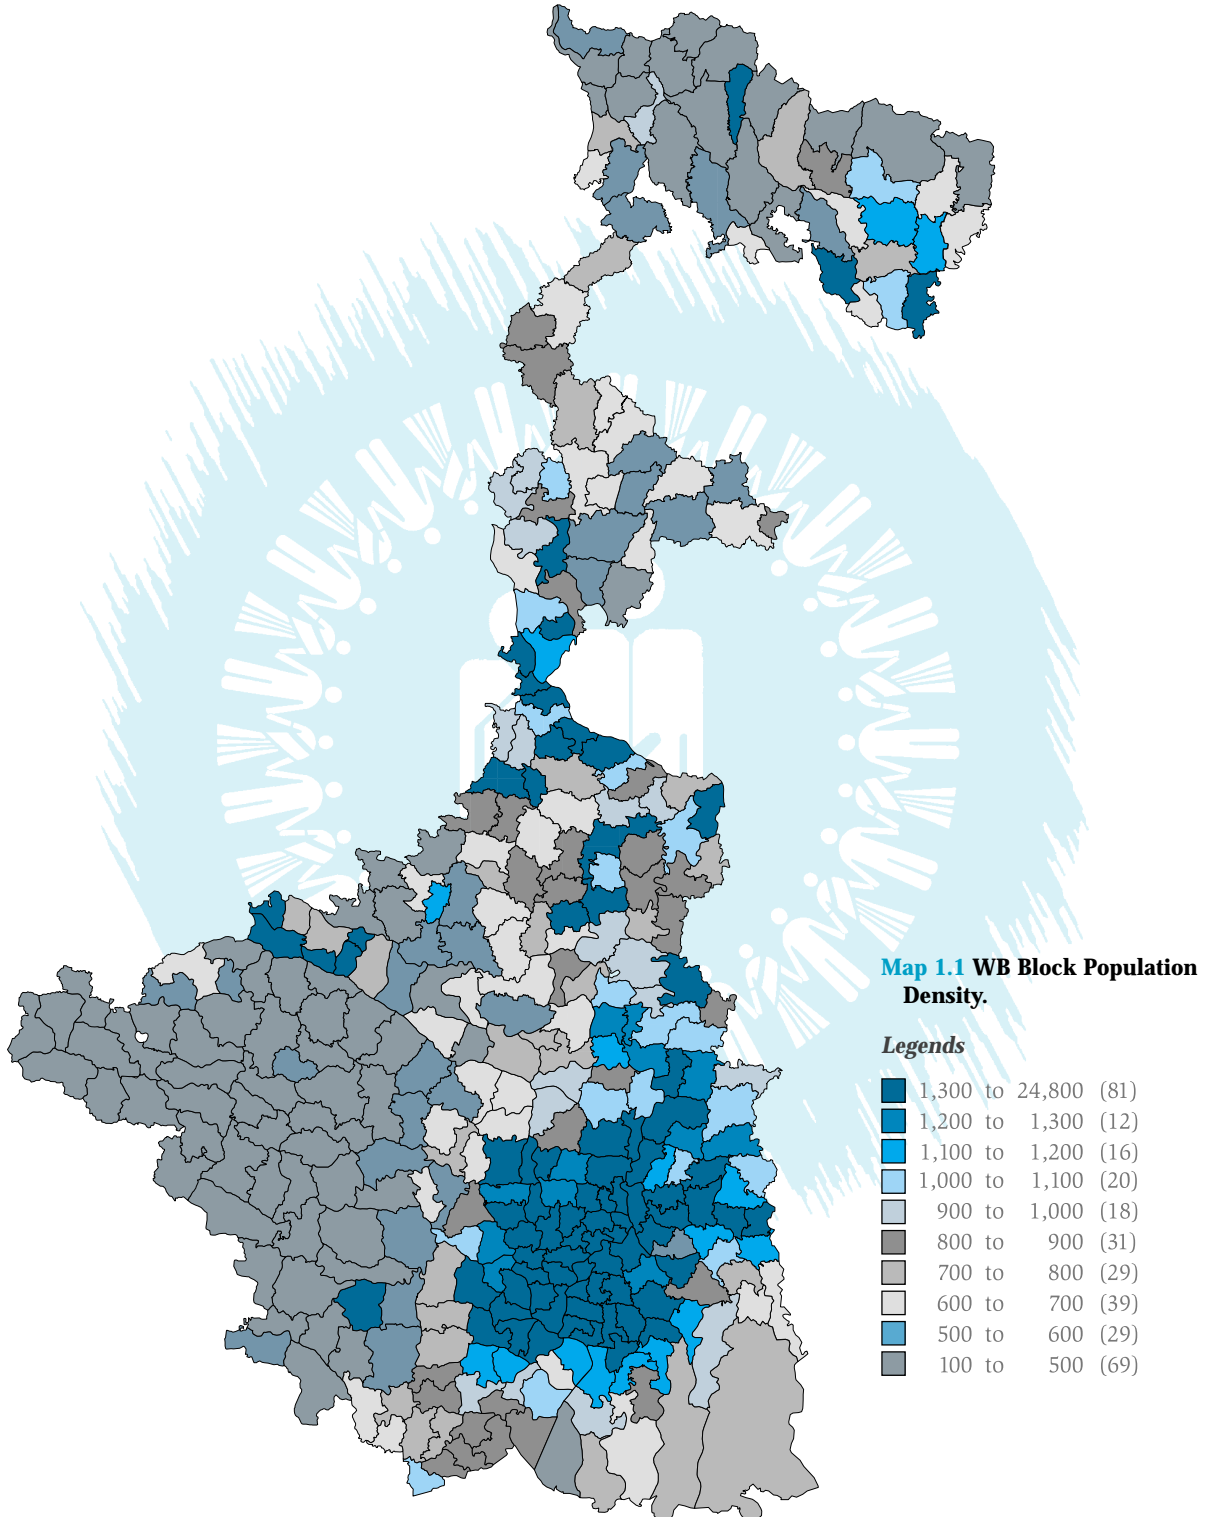 Map 1.1 WB Block Population
Density.
Legends
1,300 to 24,800 (81)
1,200 to 1,300 (12)
1,100 to 1,200 (16)
1,000 to 1,100 (20)
900 to 1,000 (18)
800 to 900 (31)
700 to 800 (29)
600 to 700 (39)
500 to 600 (29)
100 to 500 (69)